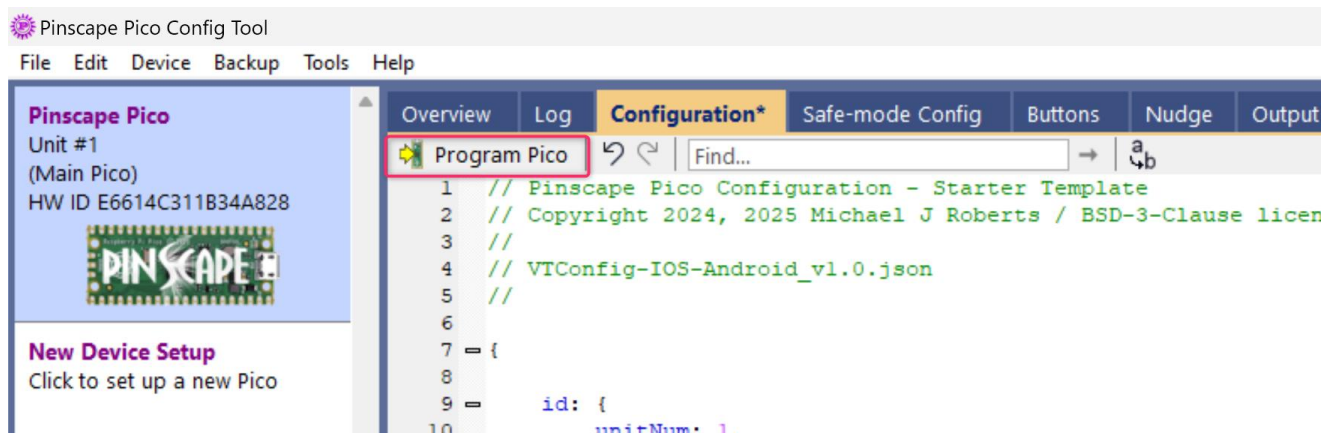 Pinscape Pico Config Tool
File Edit Device Backup Tools Help
Pinscape Pico
Unit #1
(Main Pico)
HW ID E6614C311B34A828
PINSCAPE
New Device Setup
Click to set up a new Pico
Overview Log Configuration* Safe-mode Config Buttons Nudge Output
Program Pico Find... → a b
1 // Pinscape Pico Configuration - Starter Template
2 // Copyright 2024, 2025 Michael J Roberts / BSD-3-Clause licen
3 //
4 // VTConfig-IOS-Android_v1.0.json
5 //
6
7 {
8
9 id: {
10 unitNum: 1